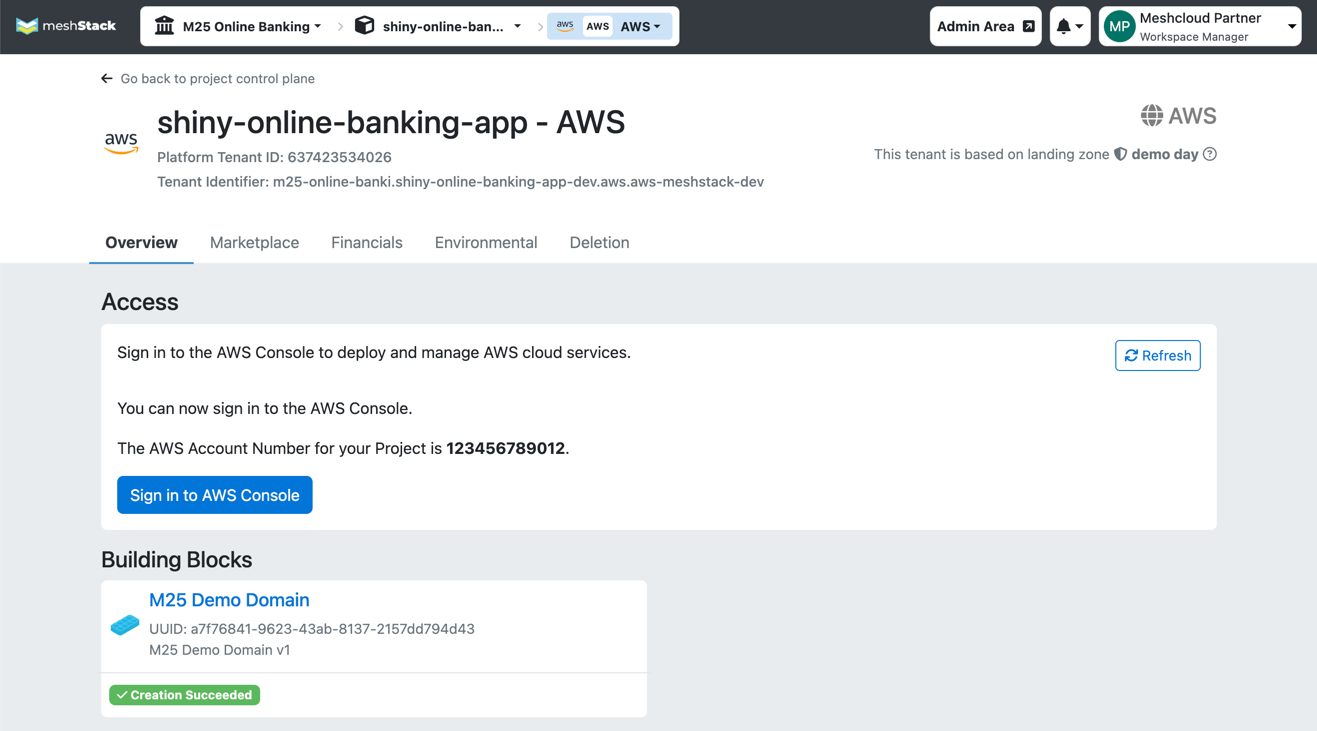 meshStack
M25 Online Banking
shiny-online-ban...
aws
AWS
AWS
Admin Area
MP
Meshcloud Partner
Workspace Manager
Go back to project control plane
aws
shiny-online-banking-app - AWS
Platform Tenant ID: 637423534026
Tenant Identifier: m25-online-banki.shiny-online-banking-app-dev.aws.aws-meshstack-dev
AWS
This tenant is based on landing zone demo day
Overview
Marketplace
Financials
Environmental
Deletion
Access
Sign in to the AWS Console to deploy and manage AWS cloud services.
Refresh
You can now sign in to the AWS Console.
The AWS Account Number for your Project is 123456789012.
Sign in to AWS Console
Building Blocks
M25 Demo Domain
UUID: a7f76841-9623-43ab-8137-2157dd794d43
M25 Demo Domain v1
Creation Succeeded